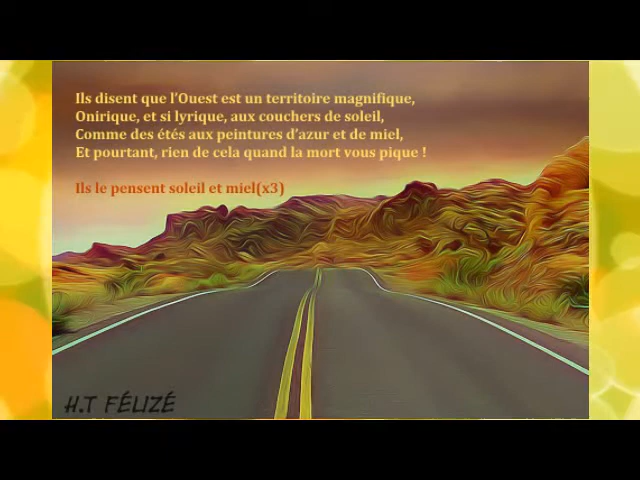 Ils disent que l’Ouest est un territoire magnifique,
Onirique, et si lyrique, aux couchers de soleil,
Comme des étés aux peintures d’azur et de miel,
Et pourtant, rien de cela quand la mort vous pique !
Ils le pensent soleil et miel(x3)
H.T FÉLIZÉ